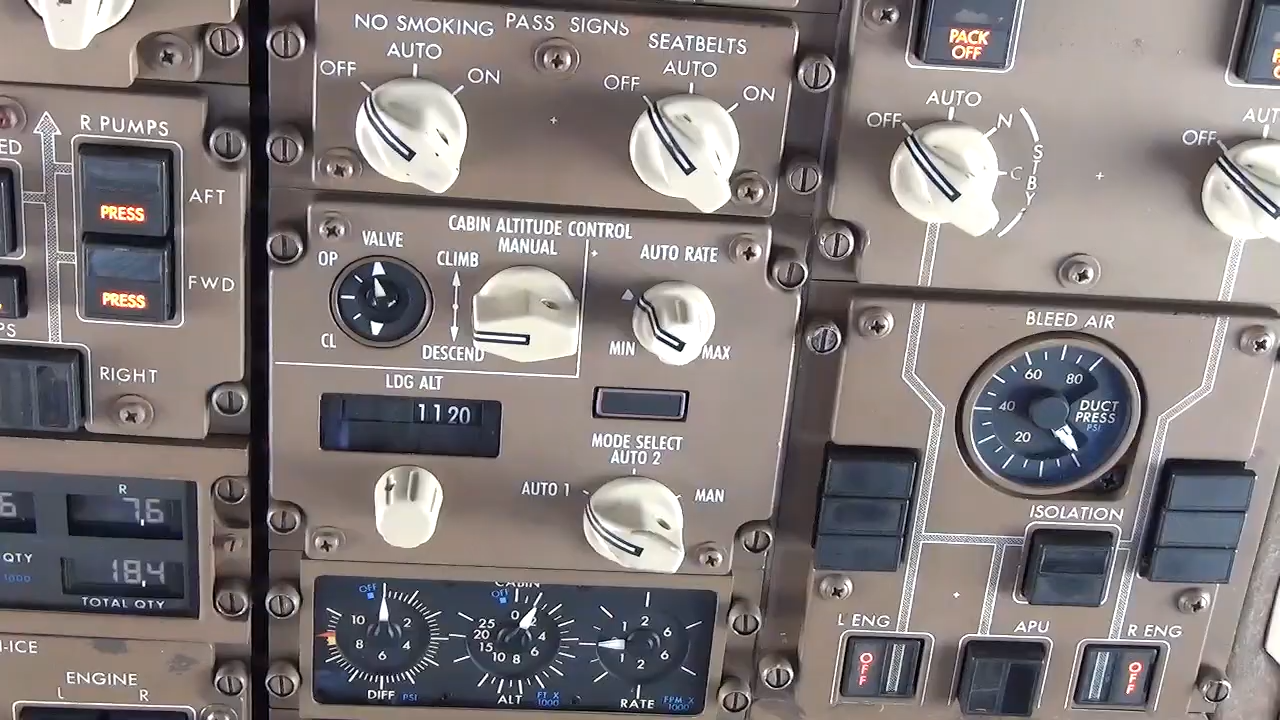 NO SMOKING
PASS SIGNS
SEATBELTS
OFF
AUTO
ON
OFF
AUTO
ON
PACK
OFF
OFF
AUTO
N
C
STBY
OFF
R PUMPS
PRESS
AFT
PRESS
FWD
RIGHT
CABIN ALTITUDE CONTROL
VALVE
MANUAL
AUTO RATE
OP
CLIMB
CL
DESCEND
MIN
MAX
LDG ALT
1120
MODE SELECT
AUTO 2
AUTO 1
MAN
BLEED AIR
60 80
40
20
DUCT
PRESS
PSI
ISOLATION
L ENG
APU
R ENG
OFF
OFF
R
6
7.6
QTY
1000
18.4
TOTAL QTY
ENGINE
L R
CABIN
OFF
10 2
8 4
6
DIFF PSI
OFF
0
25 2
20 4
15 6
10 8
ALT FT X
1000
2 6
1
1 2 6
RATE FPM X
1000